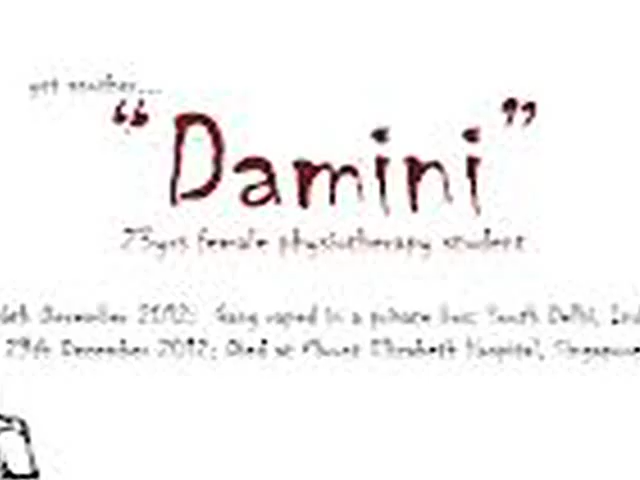 yet another...
"Damini"
23yrs female physiotherapy student
December 2012: Gang raped in a private bus: South Delhi,
29th December 2012: Died at Mount Elizabeth Hospital, Singapore